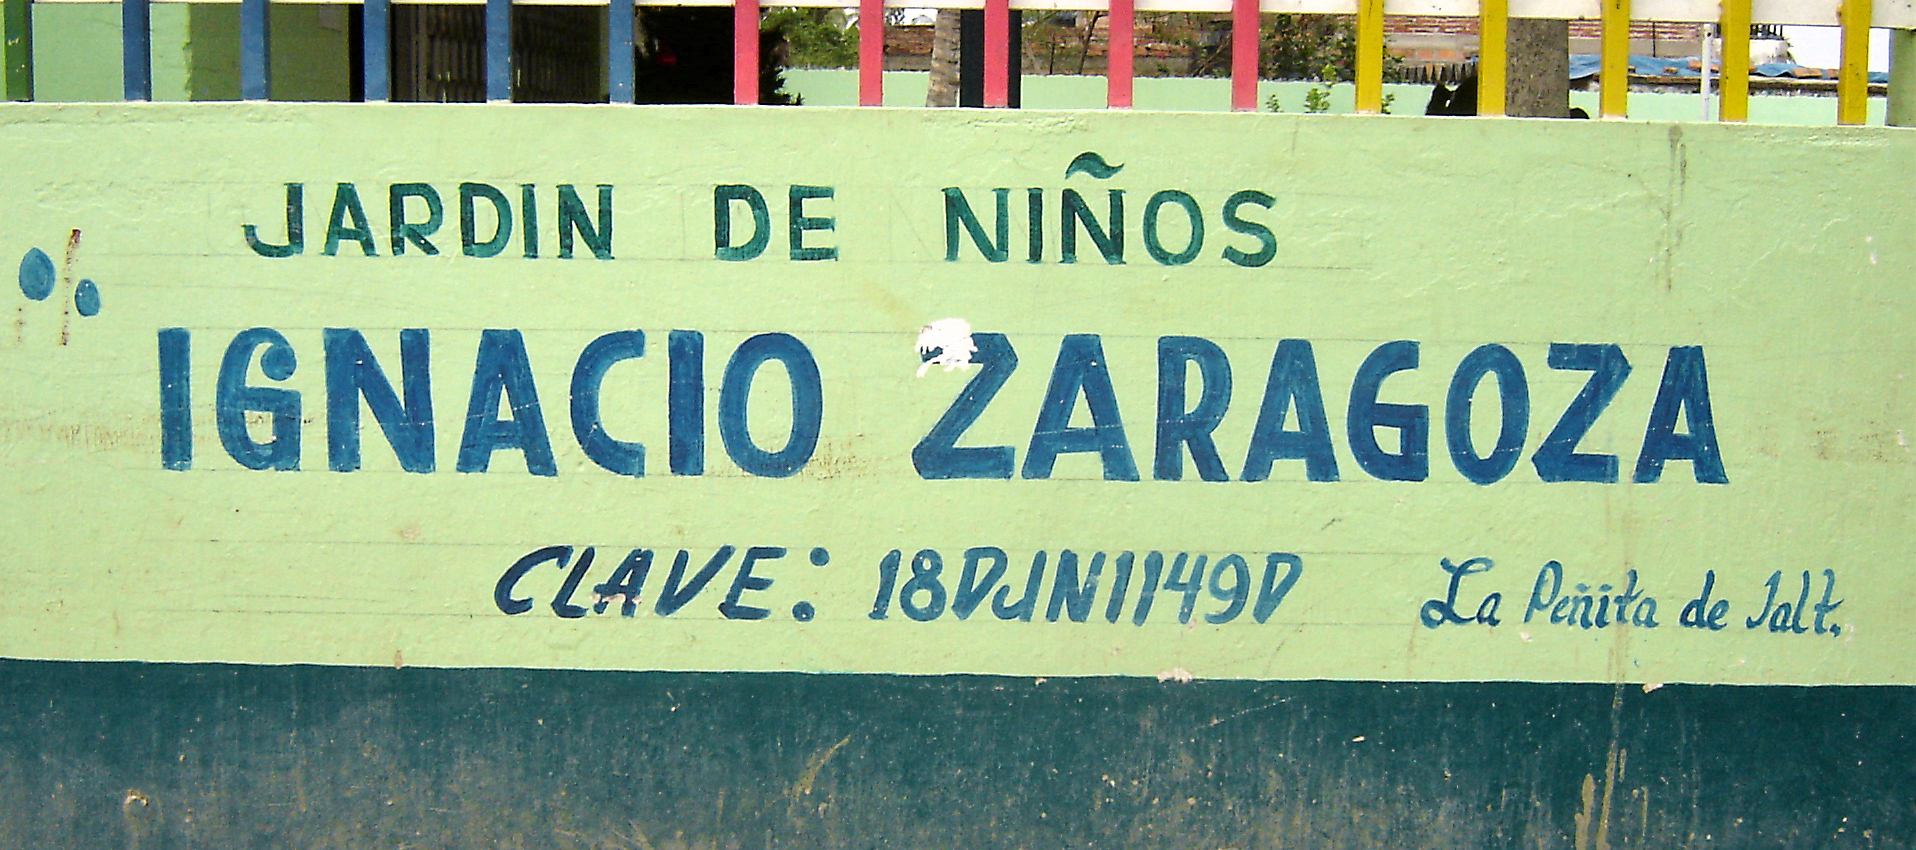 JARDIN DE NIÑOS
IGNACIO ZARAGOZA
CLAVE: 18DJN1149D
La Peñita de Jalt.